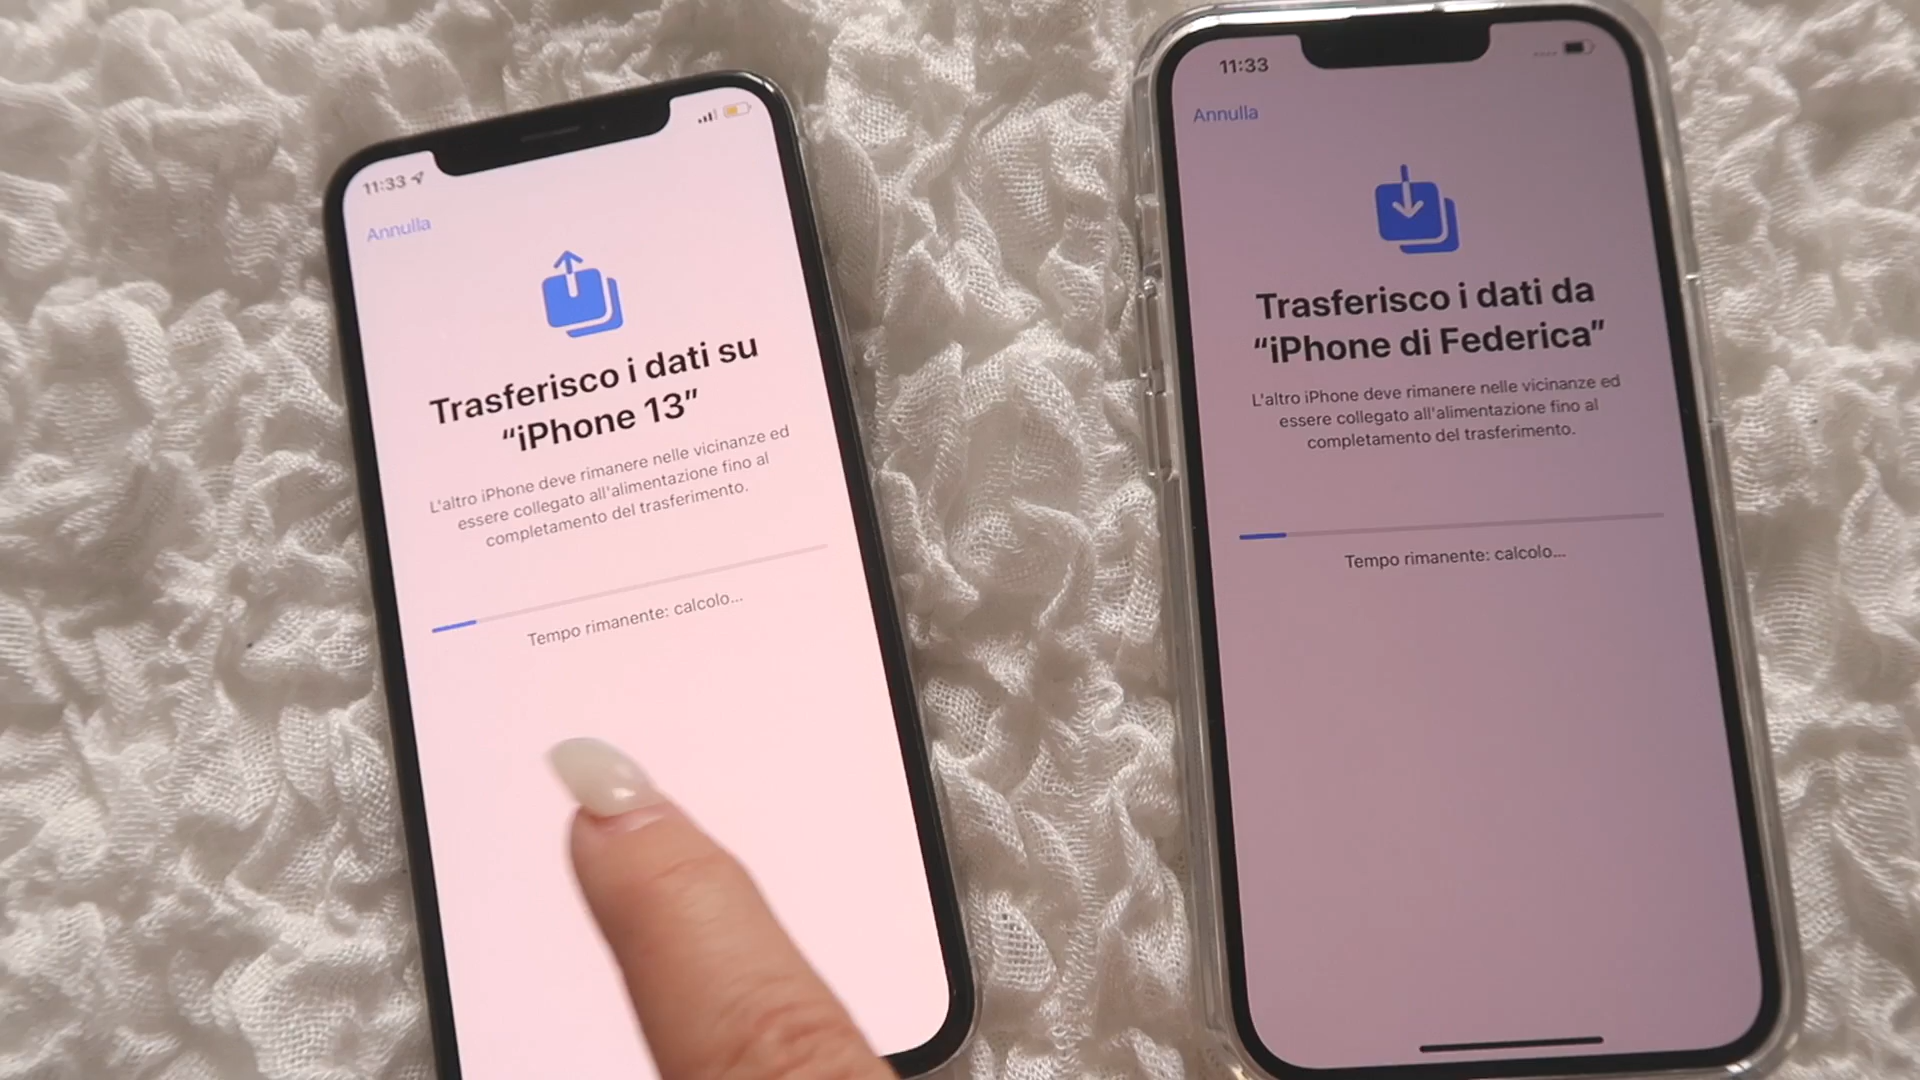 11:33
Annulla
Trasferisco i dati su
“iPhone 13”
L'altro iPhone deve rimanere nelle vicinanze ed
essere collegato all'alimentazione fino al
completamento del trasferimento.
Tempo rimanente: calcolo...
11:33
Annulla
Trasferisco i dati da
“iPhone di Federica”
L'altro iPhone deve rimanere nelle vicinanze ed
essere collegato all'alimentazione fino al
completamento del trasferimento.
Tempo rimanente: calcolo...